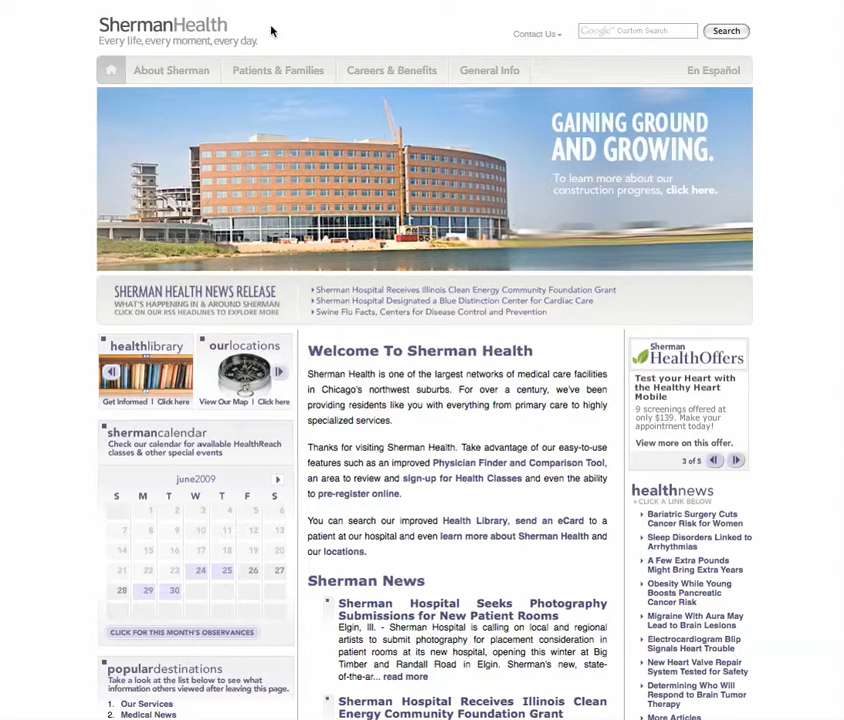 ShermanHealth
Every life, every moment, every day.
Contact Us
Google™ Custom Search
Search
About Sherman
Patients & Families
Careers & Benefits
General Info
En Español
GAINING GROUND
AND GROWING.
To learn more about our
construction progress, click here.
SHERMAN HEALTH NEWS RELEASE
WHAT'S HAPPENING IN & AROUND SHERMAN
CLICK ON OUR RSS HEADLINES TO EXPLORE MORE
Sherman Hospital Receives Illinois Clean Energy Community Foundation Grant
Sherman Hospital Designated a Blue Distinction Center for Cardiac Care
Swine Flu Facts, Centers for Disease Control and Prevention
healthlibrary
Get Informed | Click here
ourlocations
View Our Map | Click here
shermancalendar
Check our calendar for available HealthReach
classes & other special events
june2009
S M T W T F S
1 2 3 4 5 6
7 8 9 10 11 12 13
14 15 16 17 18 19 20
21 22 23 24 25 26 27
28 29 30
CLICK FOR THIS MONTH'S OBSERVANCES
populardestinations
Take a look at the list below to see what
information others viewed after leaving this page.
1. Our Services
2. Medical News
Welcome To Sherman Health
Sherman Health is one of the largest networks of medical care facilities
in Chicago's northwest suburbs. For over a century, we've been
providing residents like you with everything from primary care to highly
specialized services.
Thanks for visiting Sherman Health. Take advantage of our easy-to-use
features such as an improved Physician Finder and Comparison Tool,
an area to review and sign-up for Health Classes and even the ability
to pre-register online.
You can search our improved Health Library, send an eCard to a
patient at our hospital and even learn more about Sherman Health and
our locations.
Sherman News
Sherman Hospital Seeks Photography
Submissions for New Patient Rooms
Elgin, Ill. - Sherman Hospital is calling on local and regional
artists to submit photography for placement consideration in
patient rooms at its new hospital, opening this winter at Big
Timber and Randall Road in Elgin. Sherman's new, state-
of-the-ar... read more
Sherman Hospital Receives Illinois Clean
Energy Community Foundation Grant
Sherman
HealthOffers
Test your Heart with
the Healthy Heart
Mobile
9 screenings offered at
only $139. Make your
appointment today!
View more on this offer.
3 of 5
healthnews
CLICK A LINK BELOW
Bariatric Surgery Cuts
Cancer Risk for Women
Sleep Disorders Linked to
Arrhythmias
A Few Extra Pounds
Might Bring Extra Years
Obesity While Young
Boosts Pancreatic
Cancer Risk
Migraine With Aura May
Lead to Brain Lesions
Electrocardiogram Blip
Signals Heart Trouble
New Heart Valve Repair
System Tested for Safety
Determining Who Will
Respond to Brain Tumor
Therapy
More Articles